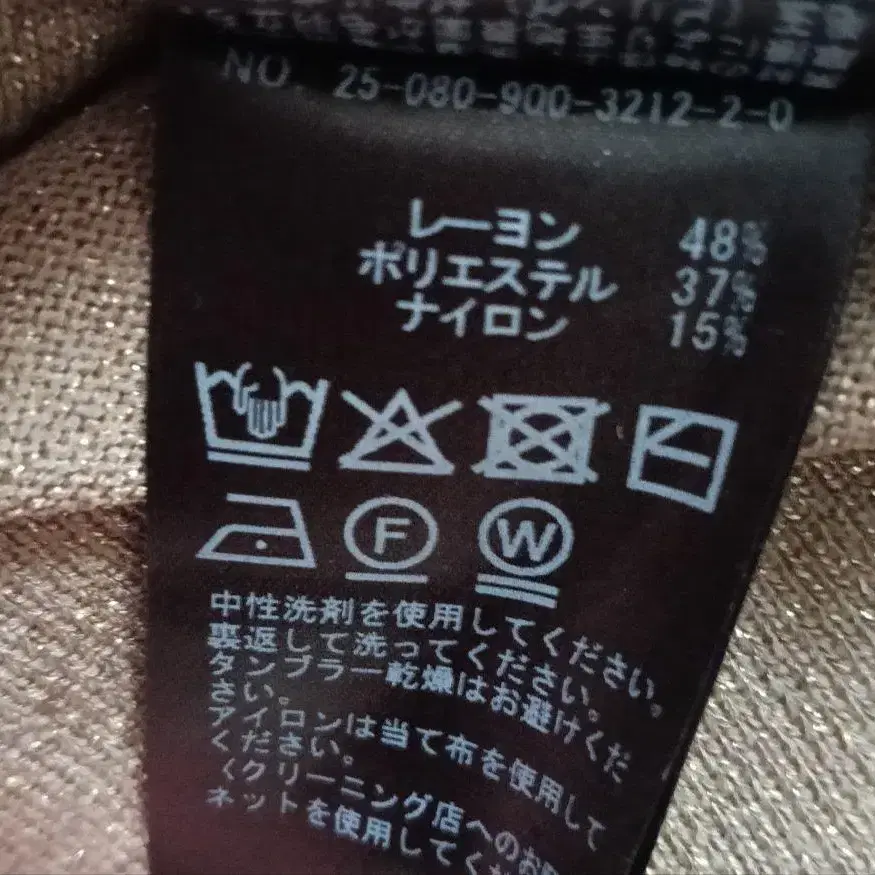 NO. 25-080-900-3212-2-0
レーヨン 48%
ポリエステル 37%
ナイロン 15%
F W
中性洗剤を使用してください。
裏返して洗ってください。
タンブラー乾燥はお避けくだ
さい。
アイロンは当て布を使用して
ください。
〈クリーニング店へのお
ネットを使用してく